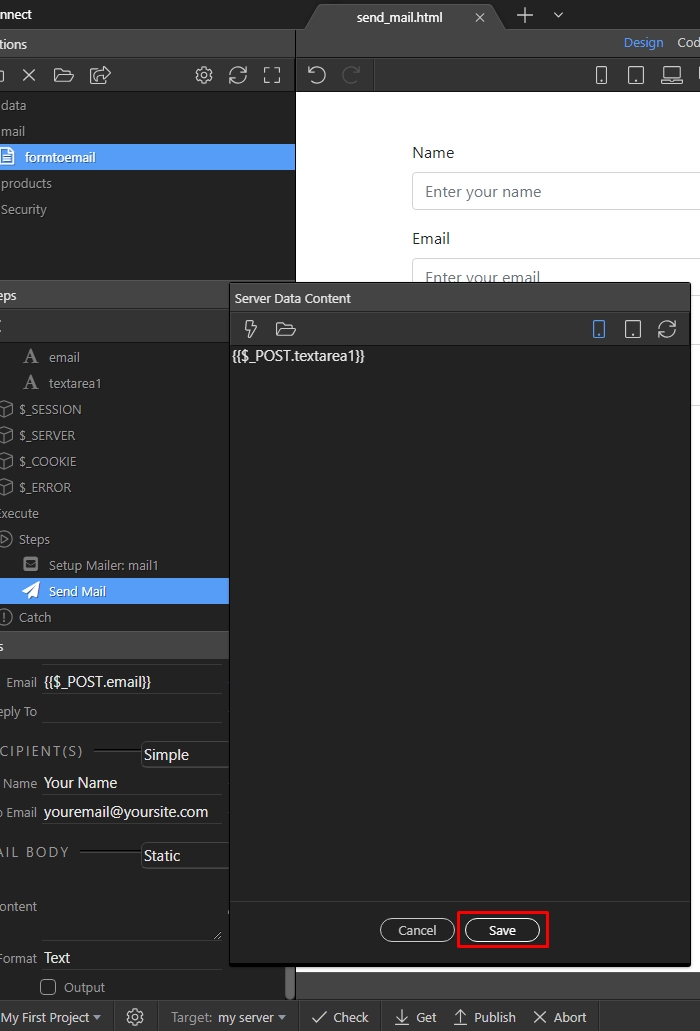 nnect
send_mail.html
tions
Design Cod
data
mail
formtoemail
products
Security
Name
Enter your name
Email
Enter your email
eps
Server Data Content
{{$_POST.textarea1}}
email
textarea1
$_SESSION
$_SERVER
$_COOKIE
$_ERROR
Execute
Steps
Setup Mailer: mail1
Send Mail
Catch
s
Email {{$_POST.email}}
eply To
CIPIENT(S) Simple
Name Your Name
o Email youremail@yoursite.com
AIL BODY Static
ontent
Format Text
Output
Cancel Save
My First Project Target: my server Check Get Publish Abort